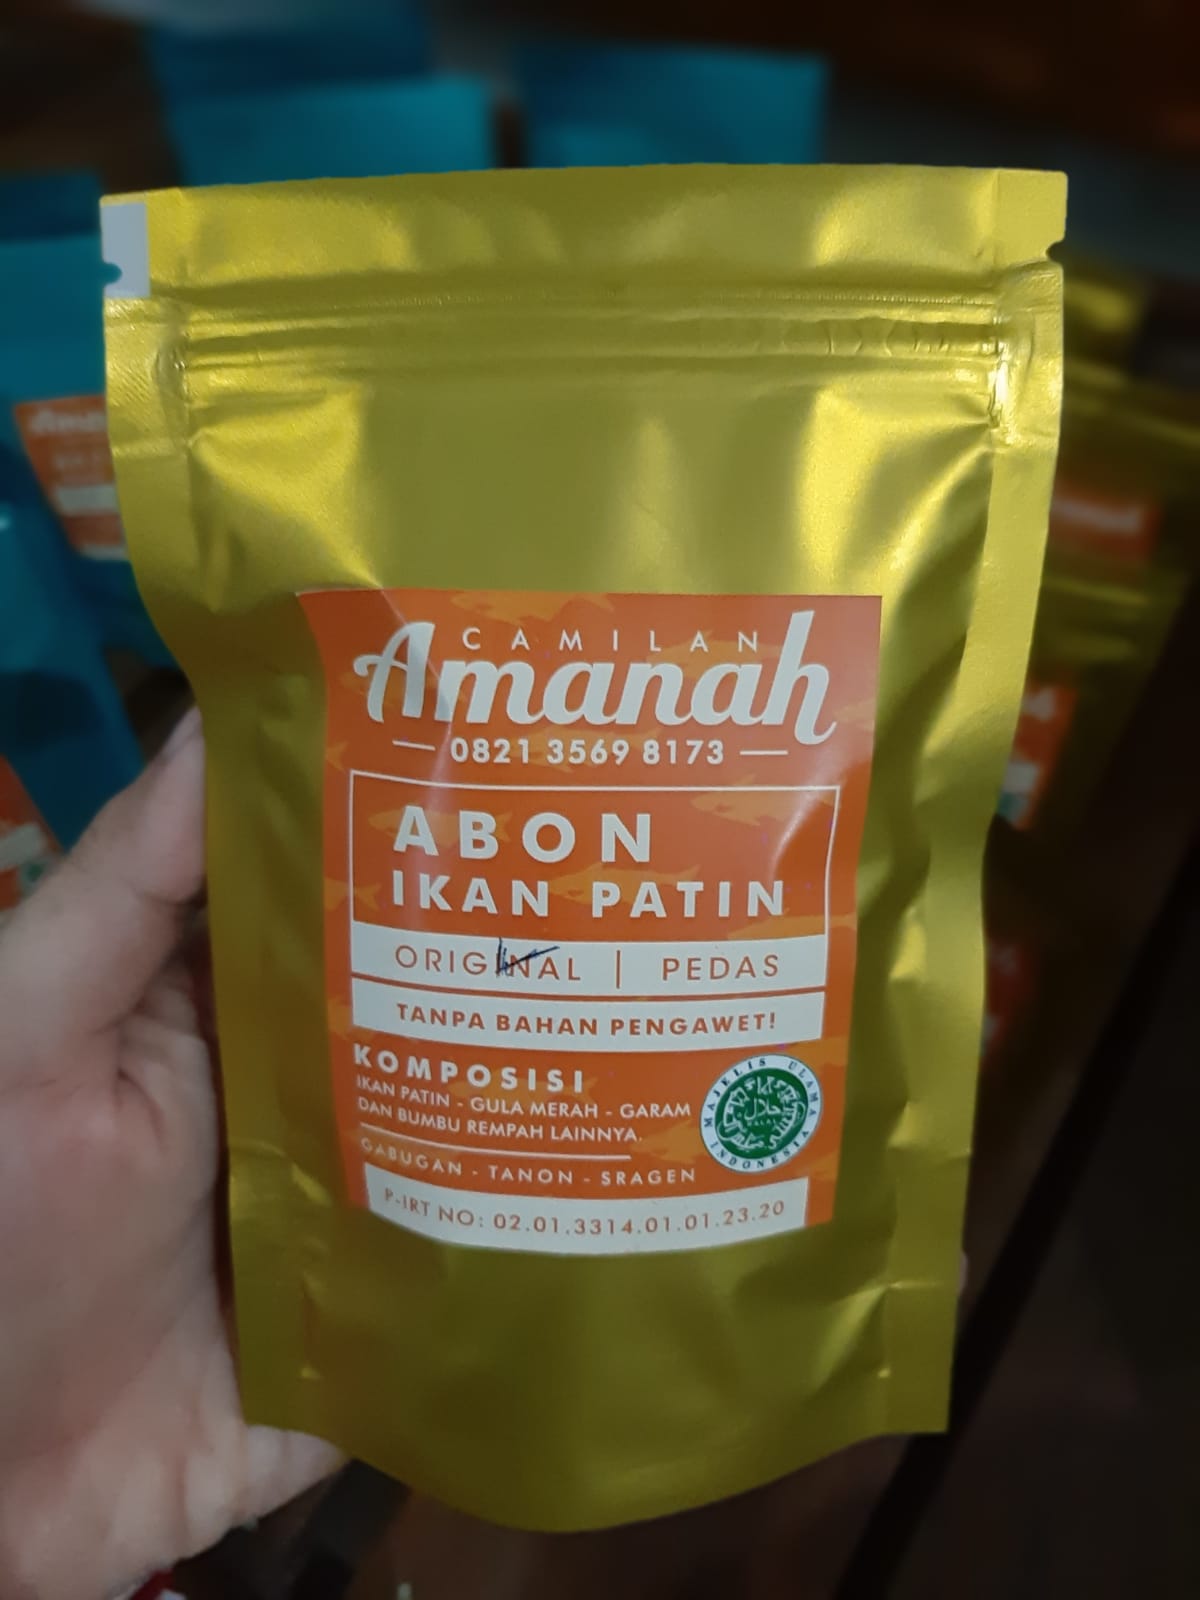 CAMILAN
Amanah
0821 3569 8173
ABON
IKAN PATIN
ORIGINAL | PEDAS
TANPA BAHAN PENGAWET!
KOMPOSISI
IKAN PATIN - GULA MERAH - GARAM
DAN BUMBU REMPAH LAINNYA.
MAJELIS ULAMA INDONESIA
حلال
HALAL
GABUGAN - TANON - SRAGEN
P-IRT NO: 02.01.3314.01.01.23.20